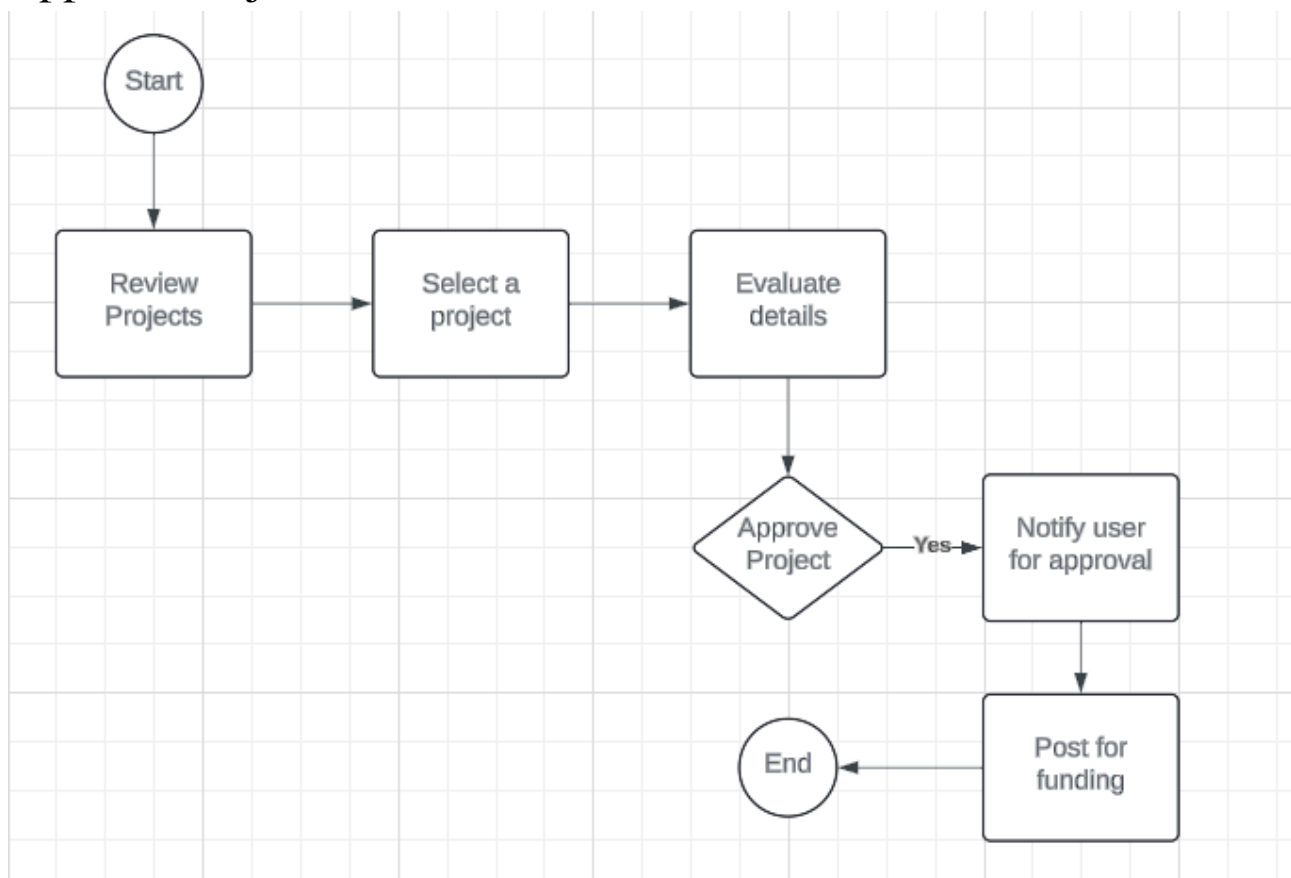 Start
Review
Projects
Select a
project
Evaluate
details
Approve
Project
Yes
Notify user
for approval
Post for
funding
End